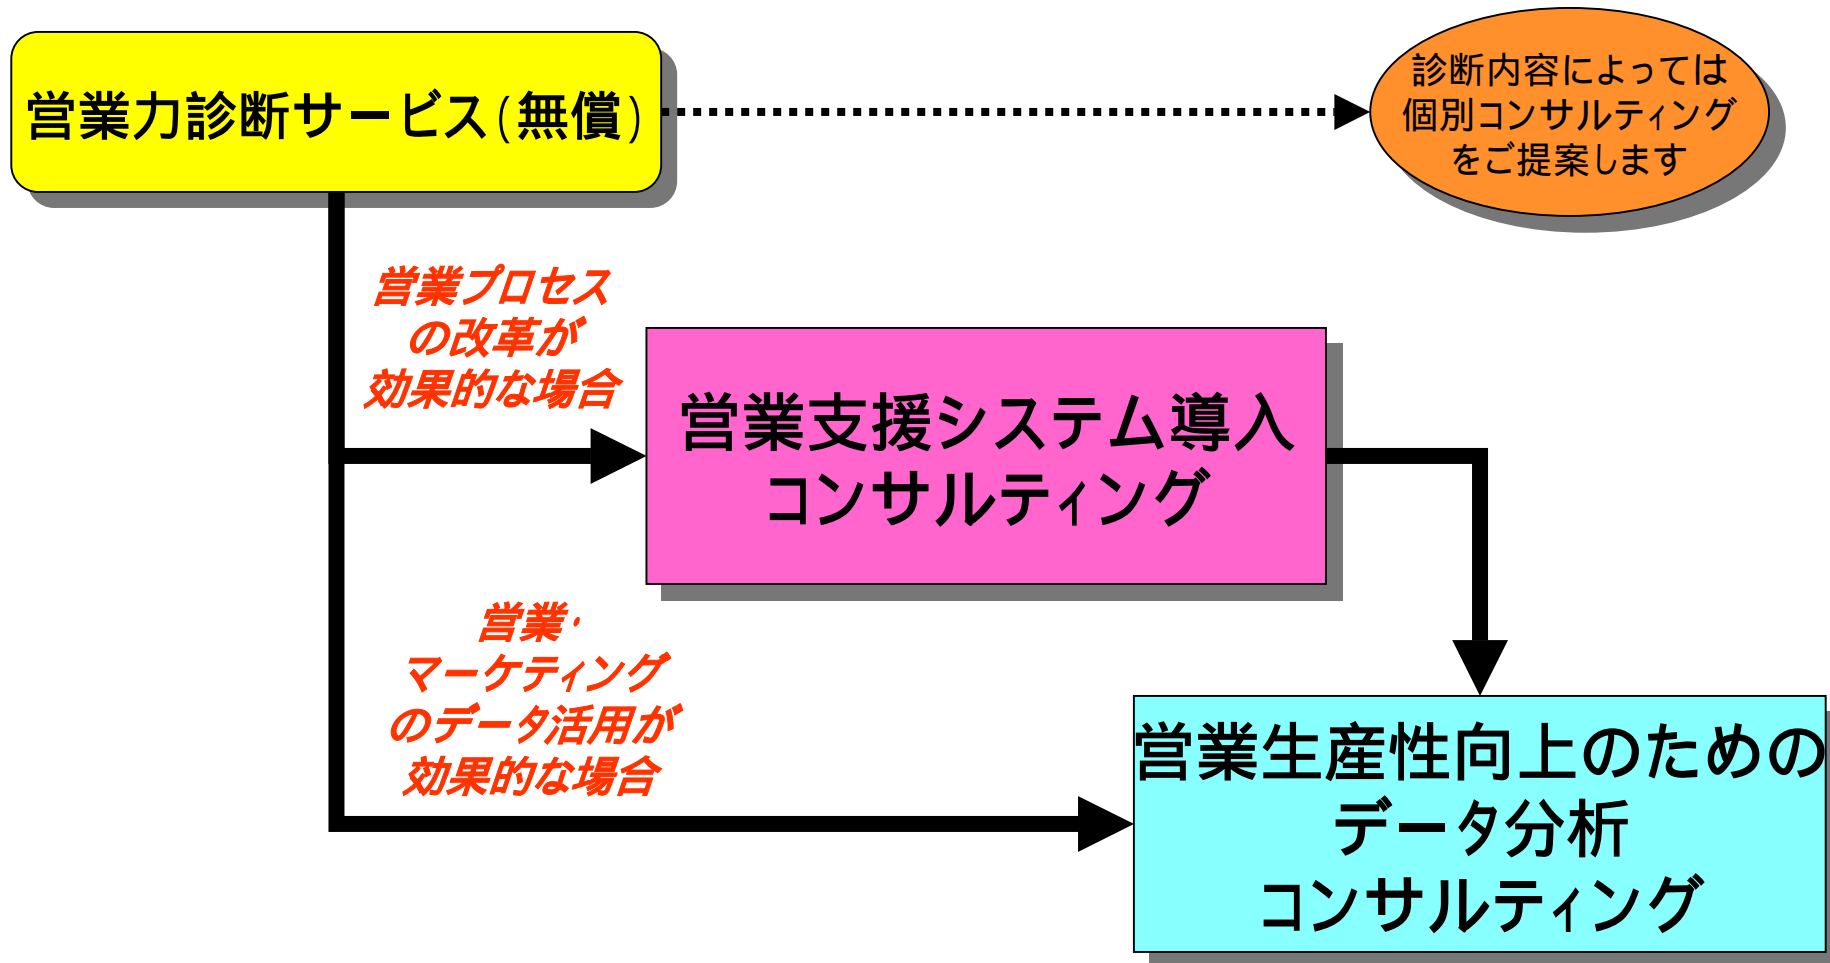 営業力診断サービス(無償)
診断内容によっては
個別コンサルティング
をご提案します
営業プロセス
の改革が
効果的な場合
営業支援システム導入
コンサルティング
営業・
マーケティング
のデータ活用が
効果的な場合
営業生産性向上のための
データ分析
コンサルティング